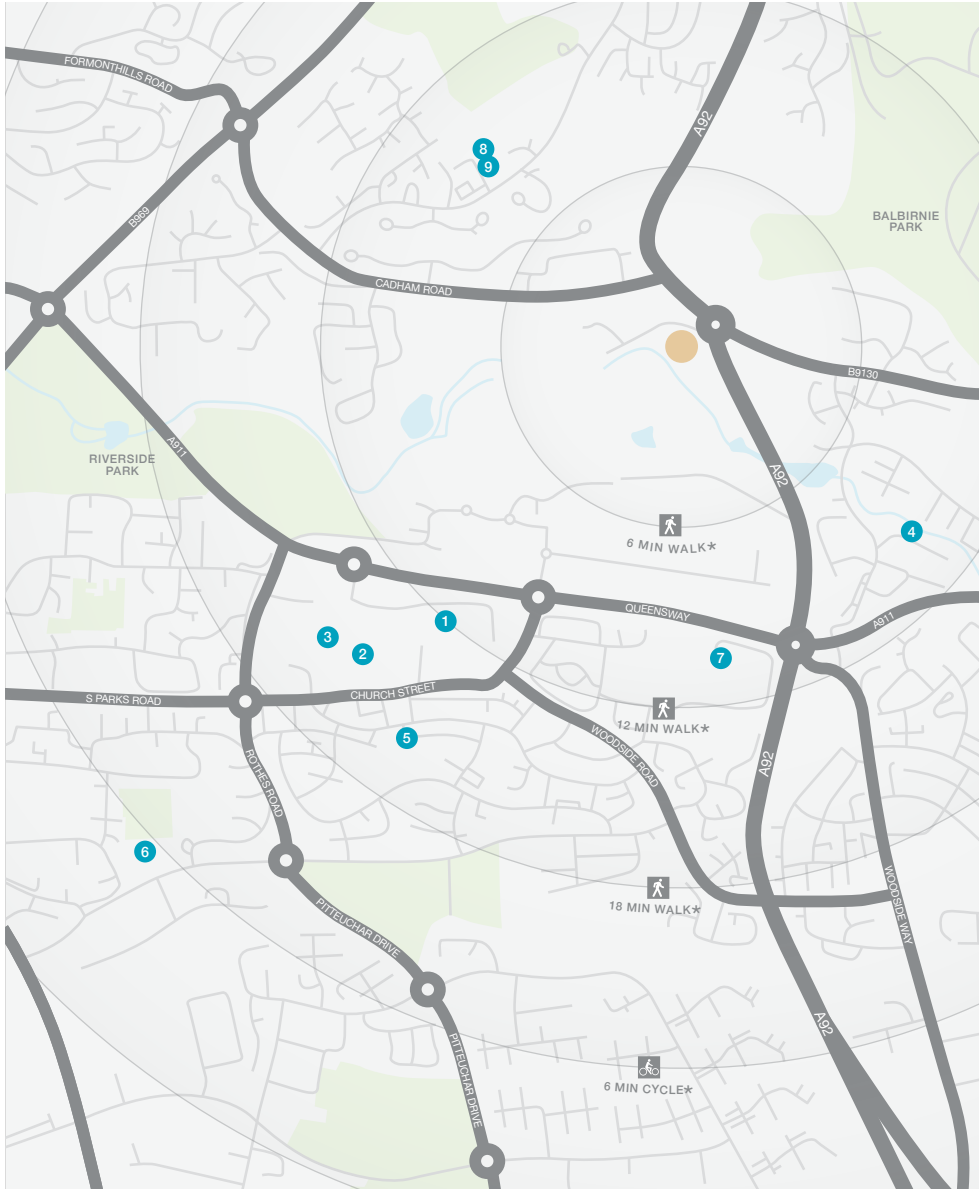 FORMONTHILLS ROAD
A92
8
9
B969
BALBIRNIE
PARK
CADHAM ROAD
B9130
A911
RIVERSIDE
PARK
A92
4
6 MIN WALK*
QUEENSWAY
A911
1
3
2
7
S PARKS ROAD
CHURCH STREET
12 MIN WALK*
5
WOODSIDE ROAD
A92
ROTHES ROAD
6
18 MIN WALK*
WOODSIDE WAY
PITTEUCHAR DRIVE
A92
PITTEUCHAR DRIVE
6 MIN CYCLE*